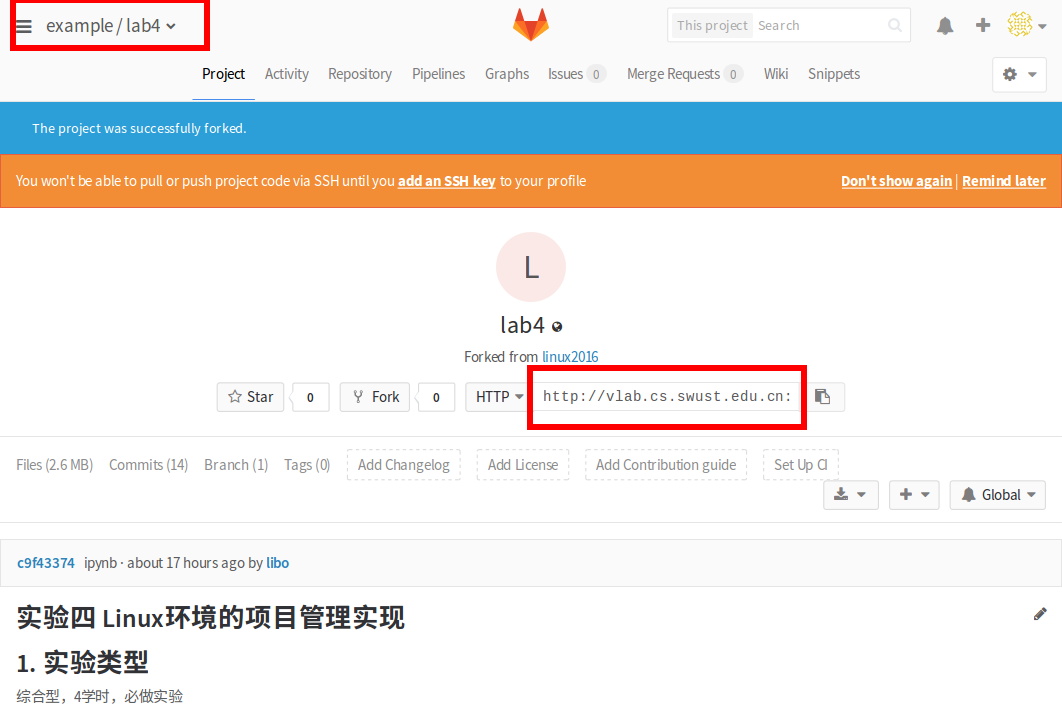 example / lab4
This project Search
Project Activity Repository Pipelines Graphs Issues 0 Merge Requests 0 Wiki Snippets
The project was successfully forked.
You won't be able to pull or push project code via SSH until you add an SSH key to your profile Don't show again | Remind later
L
lab4
Forked from linux2016
Star 0 Fork 0 HTTP http://vlab.cs.swust.edu.cn:
Files (2.6 MB) Commits (14) Branch (1) Tags (0) Add Changelog Add License Add Contribution guide Set Up CI
Global
c9f43374 ipynb · about 17 hours ago by libo
实验四 Linux环境的项目管理实现
1. 实验类型
综合型，4学时，必做实验